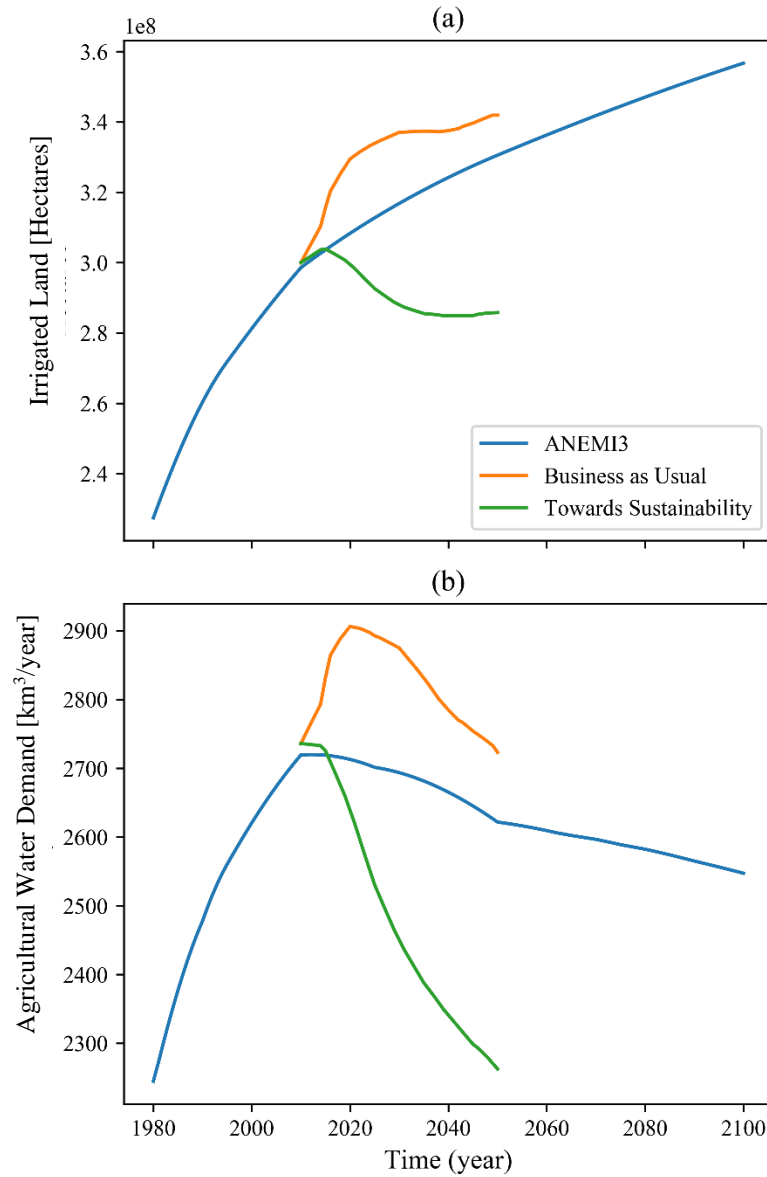 (a)
1e8
3.6
3.4
3.2
3.0
2.8
2.6
2.4
Irrigated Land [Hectares]
ANEMI3
Business as Usual
Towards Sustainability
(b)
2900
2800
2700
2600
2500
2400
2300
Agricultural Water Demand [km³/year]
1980 2000 2020 2040 2060 2080 2100
Time (year)